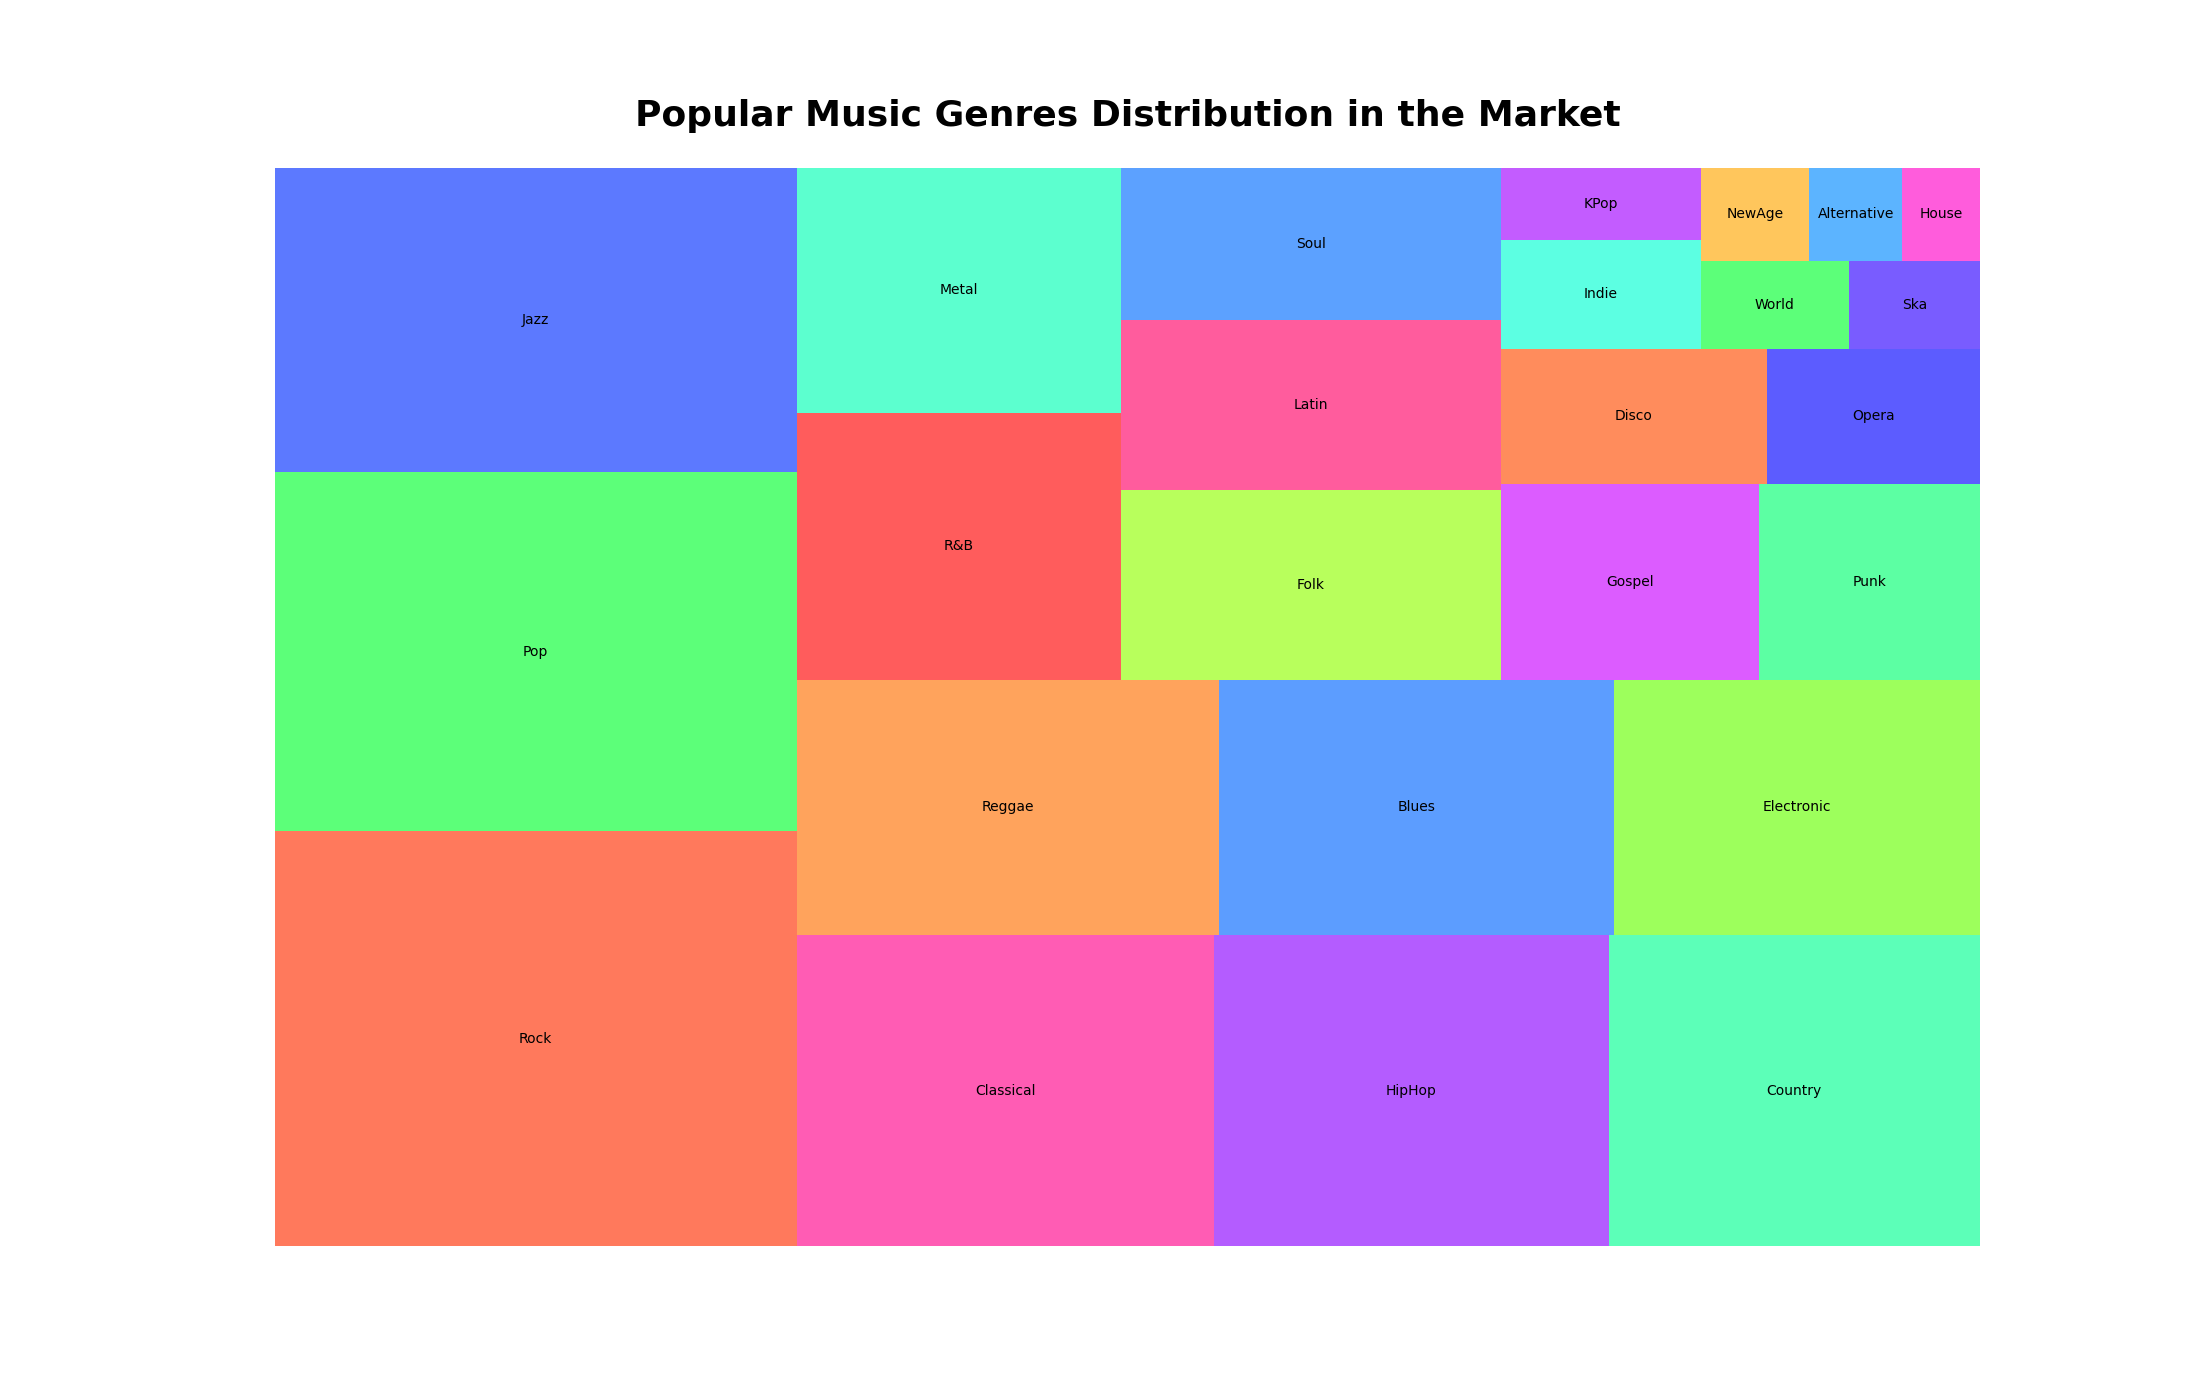 Popular Music Genres Distribution in the Market
Jazz
Pop
Rock
Metal
R&B
Soul
Latin
Folk
KPop
Indie
NewAge
Alternative
House
World
Ska
Disco
Opera
Gospel
Punk
Reggae
Blues
Electronic
Classical
HipHop
Country